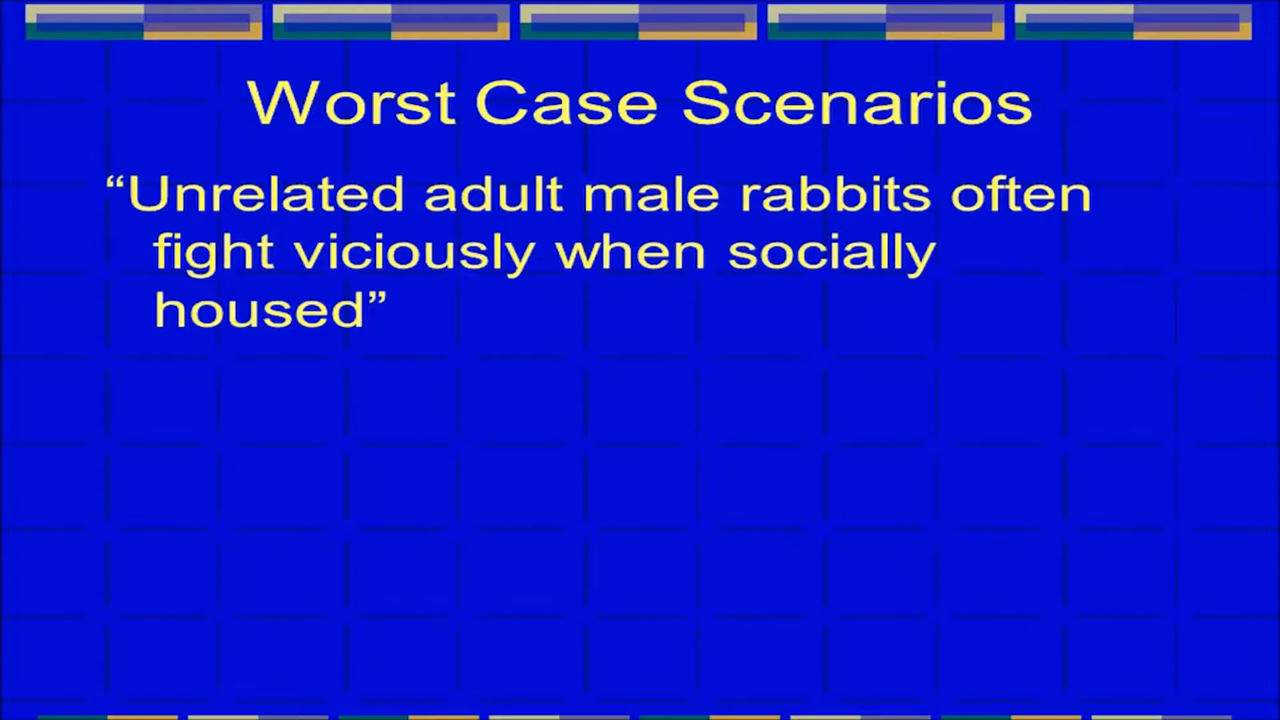 Worst Case Scenarios
“Unrelated adult male rabbits often
fight viciously when socially
housed”